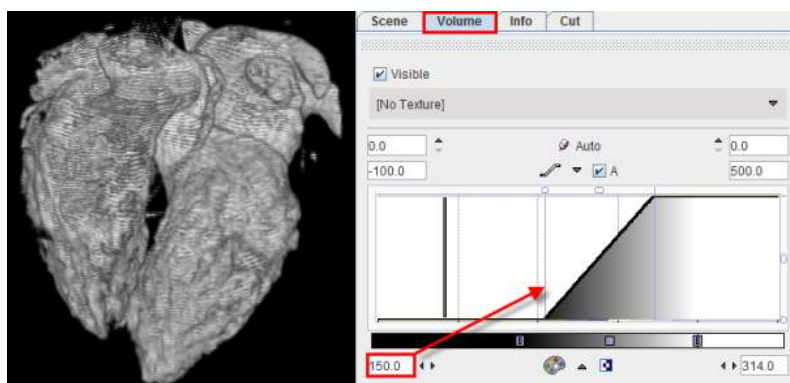 Scene Volume Info Cut
Visible
[No Texture]
0.0 Auto 0.0
-100.0 A 500.0
150.0 314.0